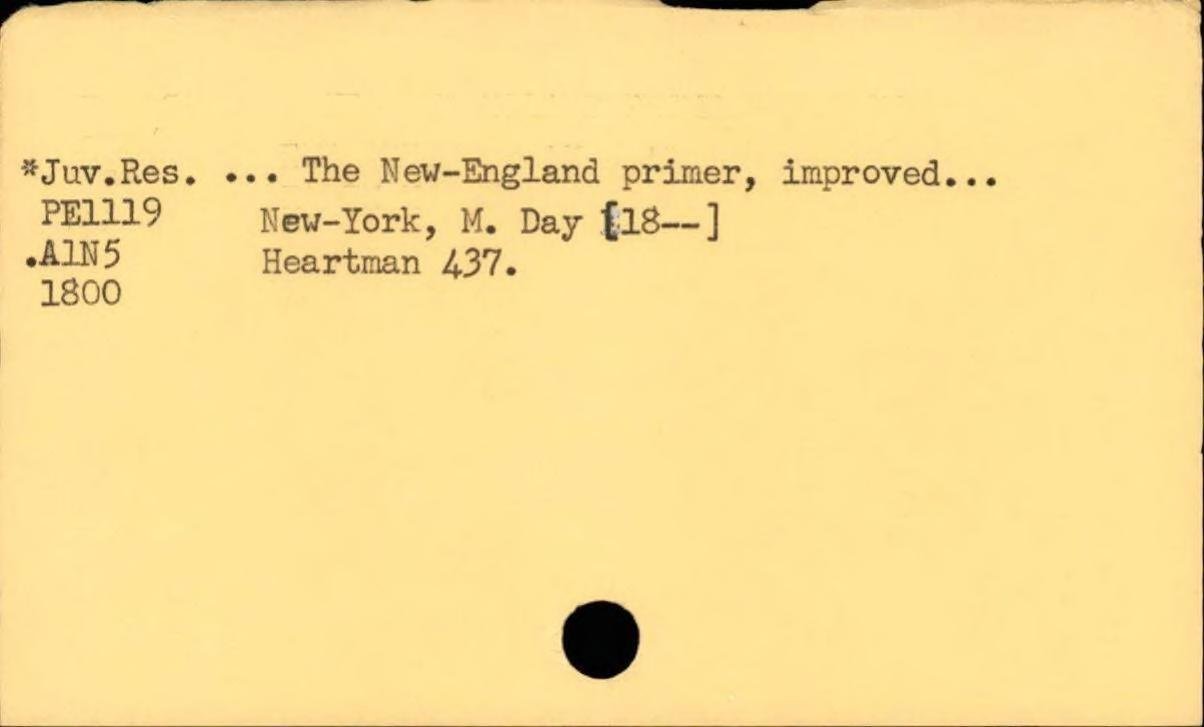 *Juv.Res. ... The New-England primer, improved...
PE1119 New-York, M. Day [18--]
.A1N5 Heartman 437.
1800